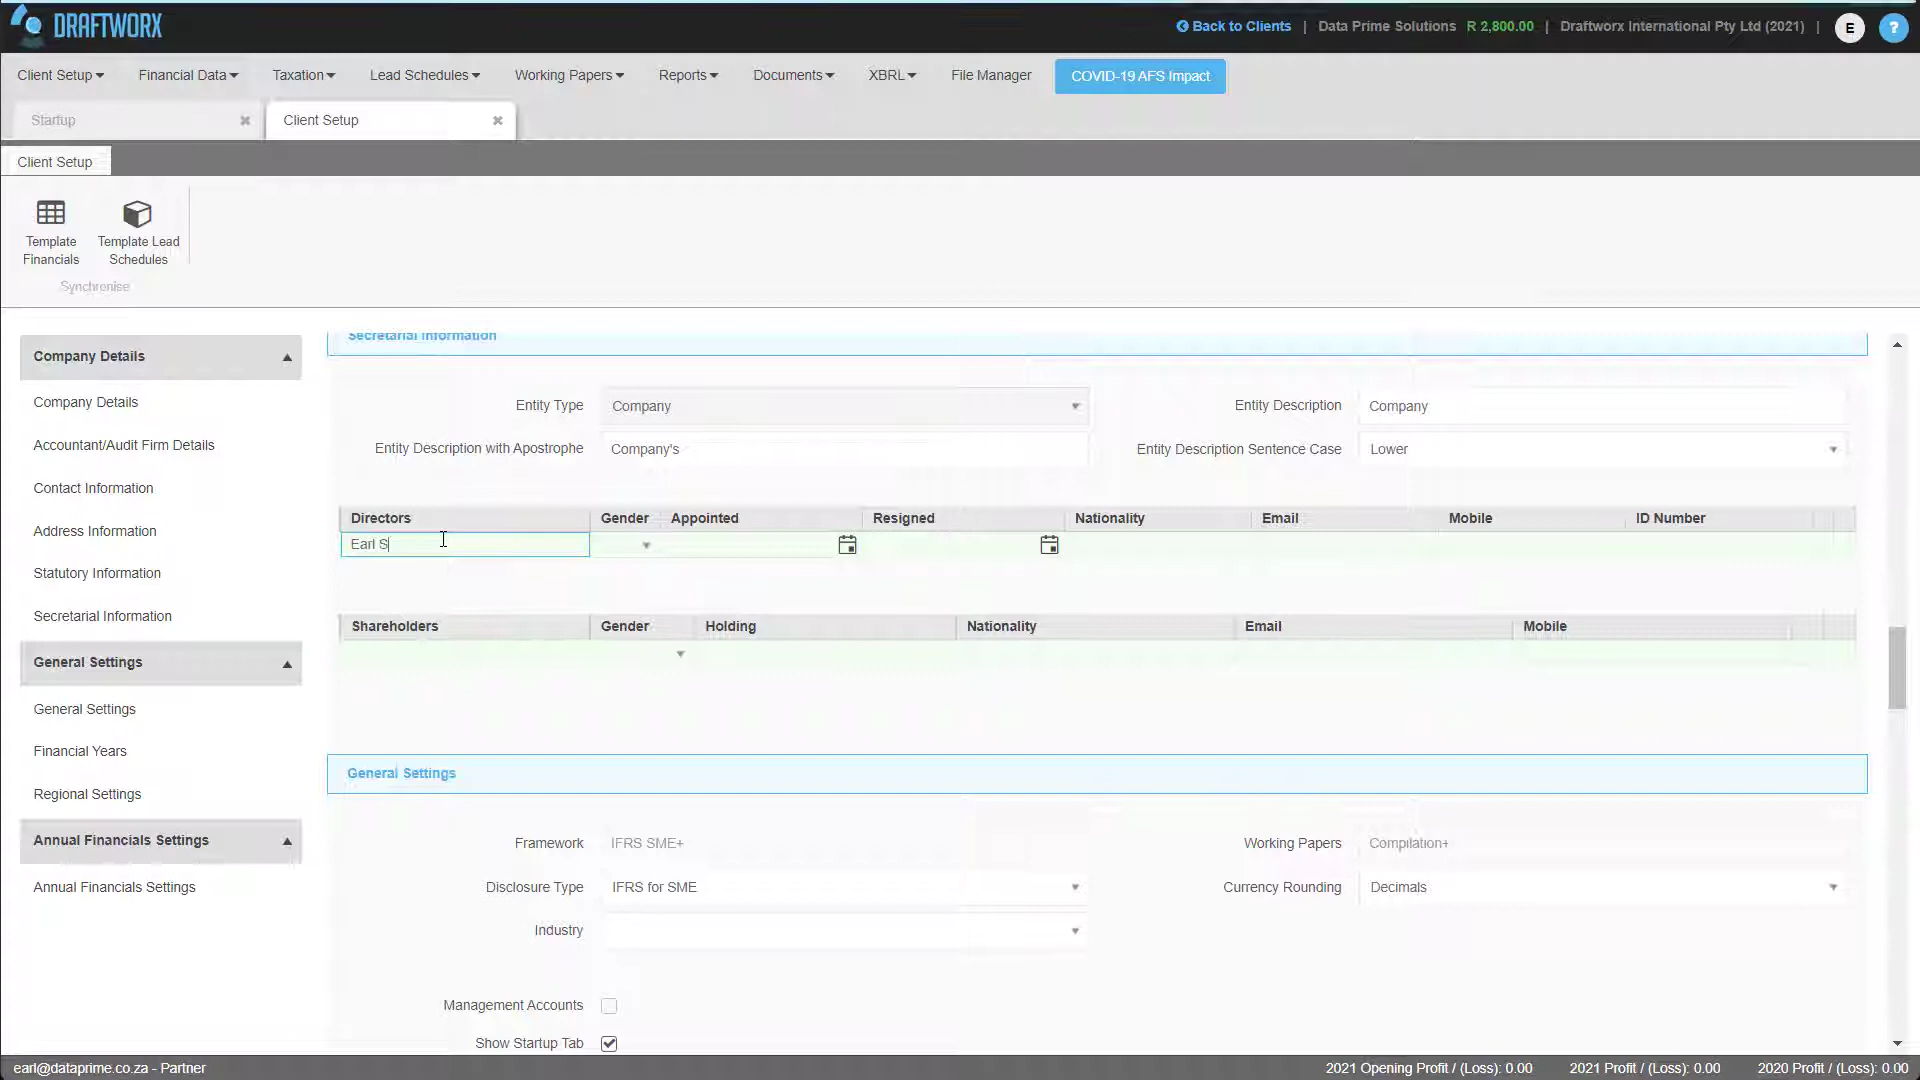 DRAFTWORX
Back to Clients | Data Prime Solutions R 2,800.00 | Draftworx International Pty Ltd (2021) | E ?
Client Setup Financial Data Taxation Lead Schedules Working Papers Reports Documents XBRL File Manager COVID-19 AFS Impact
Startup Client Setup
Client Setup
Template Financials
Template Lead Schedules
Synchronise
Company Details
Company Details
Accountant/Audit Firm Details
Contact Information
Address Information
Statutory Information
Secretarial Information
General Settings
General Settings
Financial Years
Regional Settings
Annual Financials Settings
Annual Financials Settings
Secretarial Information
Entity Type Company Entity Description Company
Entity Description with Apostrophe Company's Entity Description Sentence Case Lower
Directors Gender Appointed Resigned Nationality Email Mobile ID Number
Earl S
Shareholders Gender Holding Nationality Email Mobile
General Settings
Framework IFRS SME+ Working Papers Compilation+
Disclosure Type IFRS for SME Currency Rounding Decimals
Industry
Management Accounts
Show Startup Tab
earl@dataprime.co.za - Partner 2021 Opening Profit / (Loss): 0.00 2021 Profit / (Loss): 0.00 2020 Profit / (Loss): 0.00